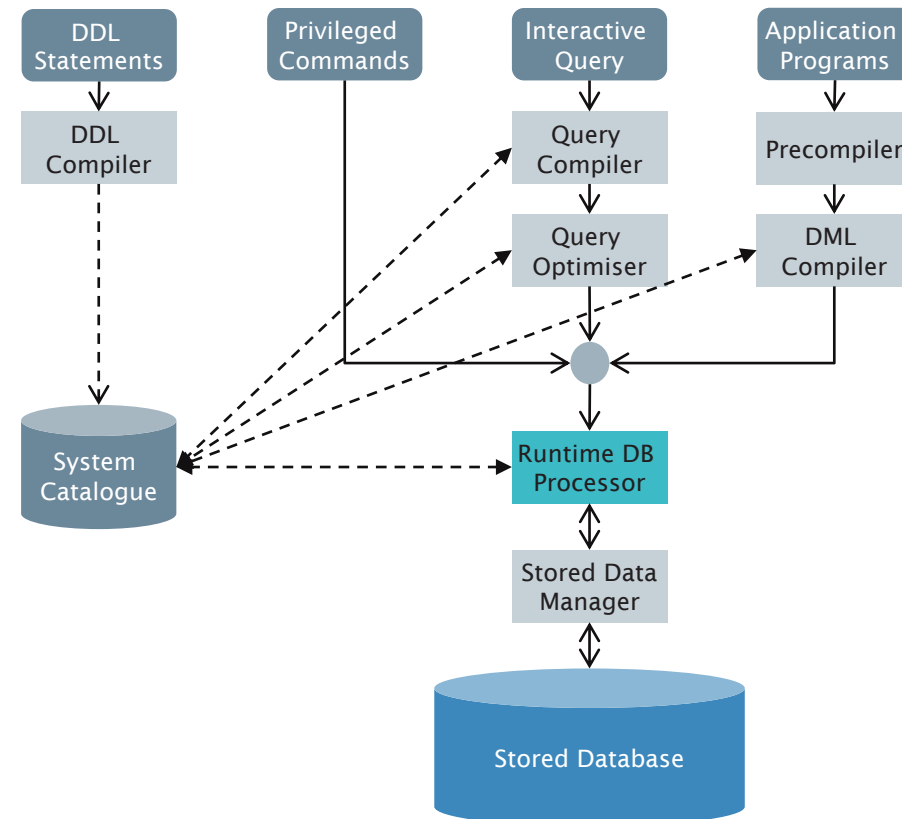 DDL
Statements
Privileged
Commands
Interactive
Query
Application
Programs
DDL
Compiler
Query
Compiler
Precompiler
Query
Optimiser
DML
Compiler
System
Catalogue
Runtime DB
Processor
Stored Data
Manager
Stored Database